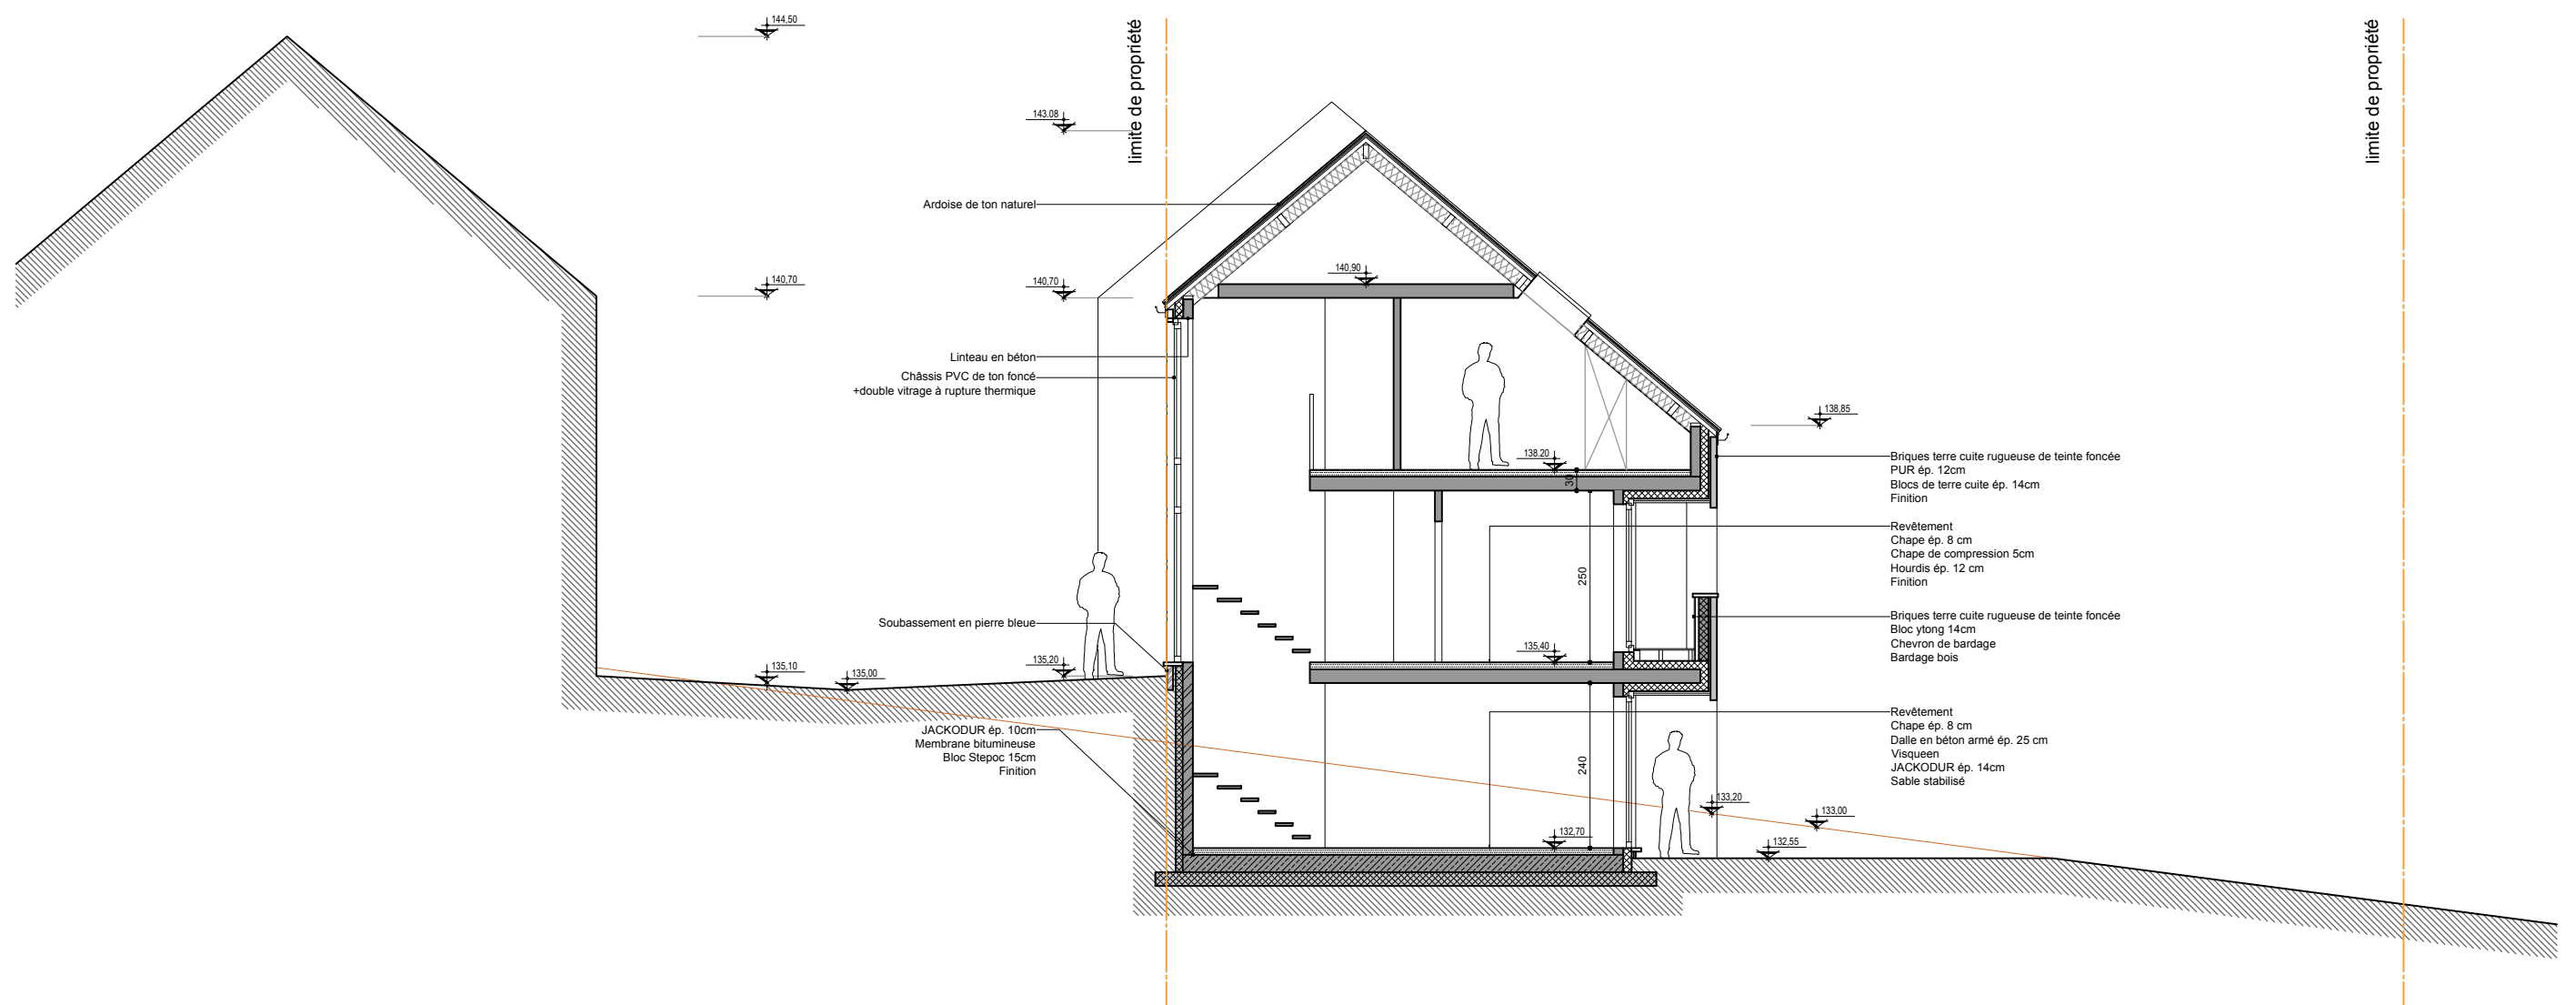 144,50
limite de propriété
limite de propriété
143.08
Ardoise de ton naturel
140,70
140,70
140,90
Linteau en béton
Châssis PVC de ton foncé
+double vitrage à rupture thermique
138,85
138.20
30
Briques terre cuite rugueuse de teinte foncée
PUR ép. 12cm
Blocs de terre cuite ép. 14cm
Finition
Revêtement
Chape ép. 8 cm
Chape de compression 5cm
Hourdis ép. 12 cm
Finition
250
Soubassement en pierre bleue
Briques terre cuite rugueuse de teinte foncée
Bloc ytong 14cm
Chevron de bardage
Bardage bois
135,10
135,00
135,20
135,40
JACKODUR ép. 10cm
Membrane bitumineuse
Bloc Stepoc 15cm
Finition
Revêtement
Chape ép. 8 cm
Dalle en béton armé ép. 25 cm
Visqueen
JACKODUR ép. 14cm
Sable stabilisé
240
133,20
133,00
132,70
132,55